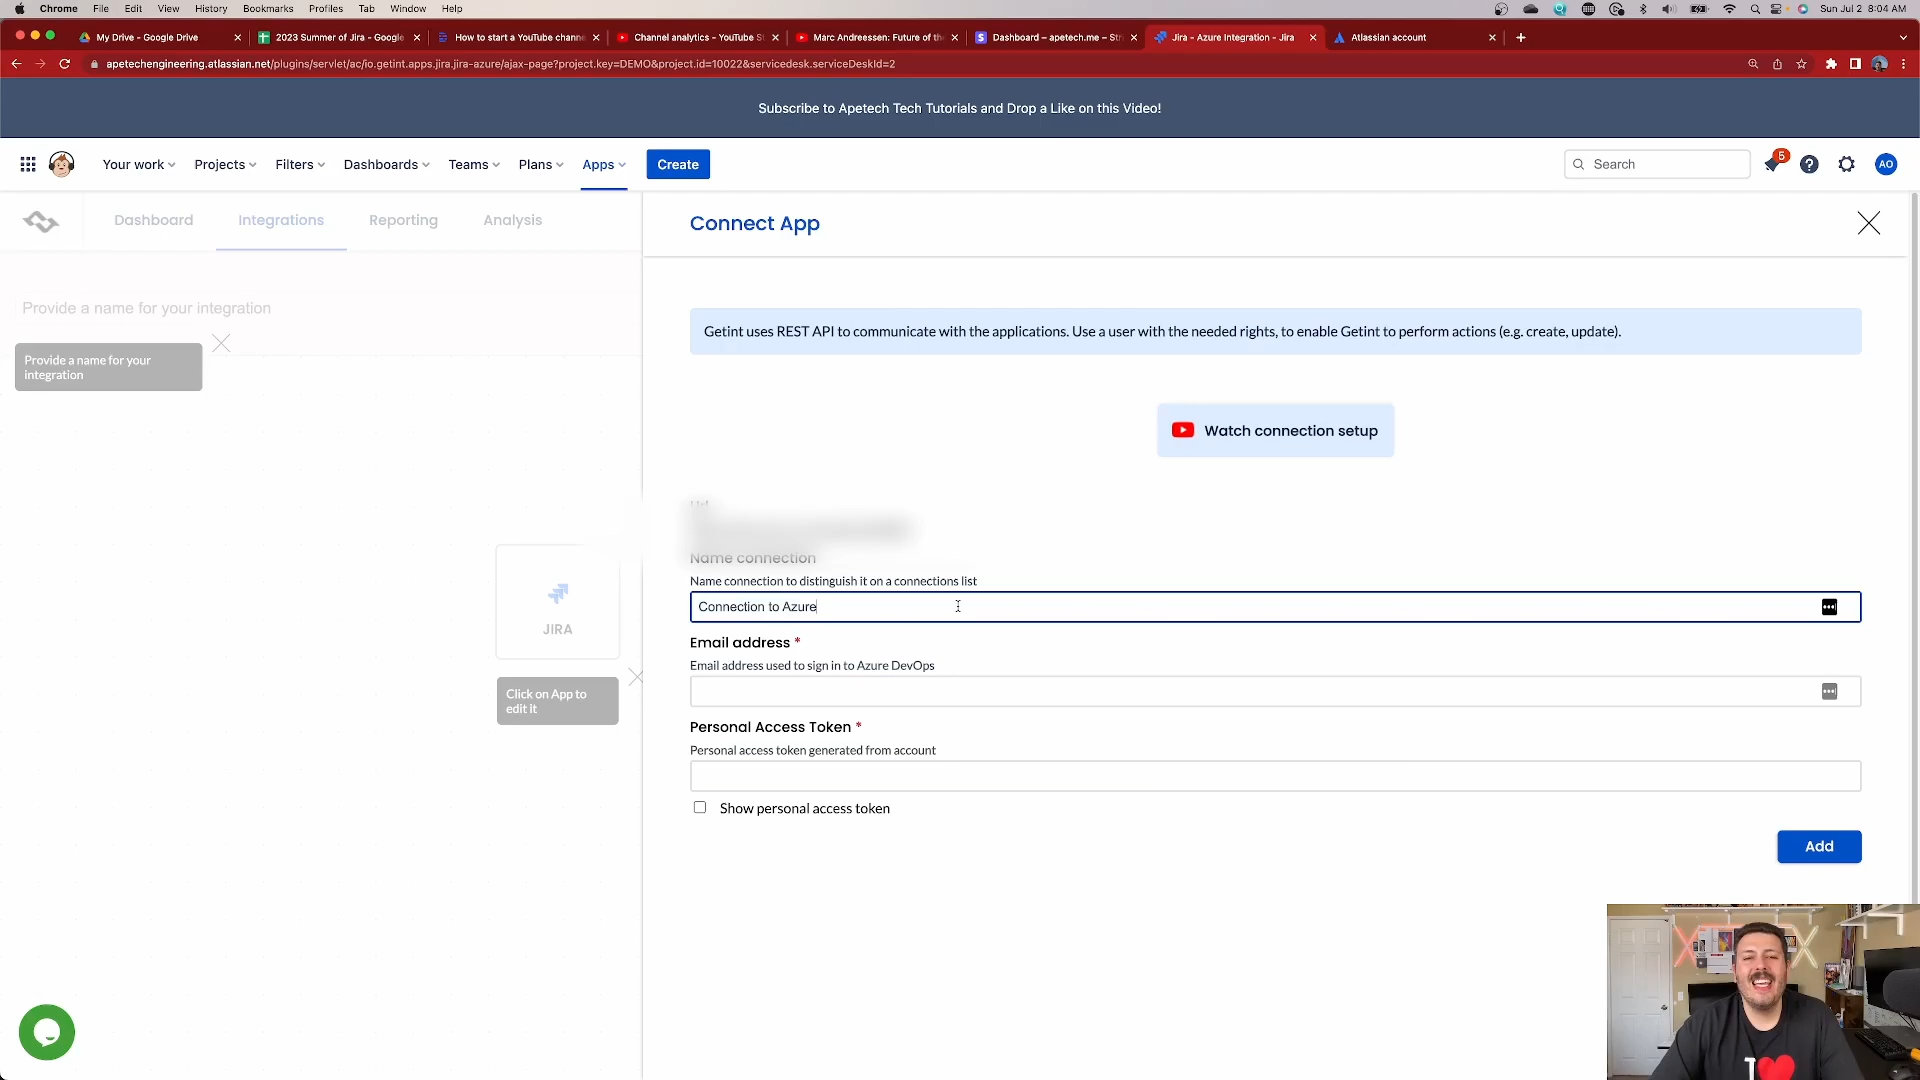 Chrome File Edit View History Bookmarks Profiles Tab Window Help
Sun Jul 2 8:04 AM
My Drive - Google Drive
2023 Summer of Jira - Google
How to start a YouTube channe
Channel analytics - YouTube St
Marc Andreessen: Future of th
Dashboard – apetech.me – Str
Jira - Azure Integration - Jira
Atlassian account
apetechengineering.atlassian.net/plugins/servlet/ac/io.getint.apps.jira.jira-azure/ajax-page?project.key=DEMO&project.id=10022&servicedesk.serviceDeskId=2
Subscribe to Apetech Tech Tutorials and Drop a Like on this Video!
Your work Projects Filters Dashboards Teams Plans Apps Create
Search
5
AO
Dashboard Integrations Reporting Analysis
Connect App
Provide a name for your integration
Provide a name for your
integration
Getint uses REST API to communicate with the applications. Use a user with the needed rights, to enable Getint to perform actions (e.g. create, update).
Watch connection setup
Name connection
Name connection to distinguish it on a connections list
Connection to Azure
JIRA
Click on App to
edit it
Email address *
Email address used to sign in to Azure DevOps
Personal Access Token *
Personal access token generated from account
Show personal access token
Add
I